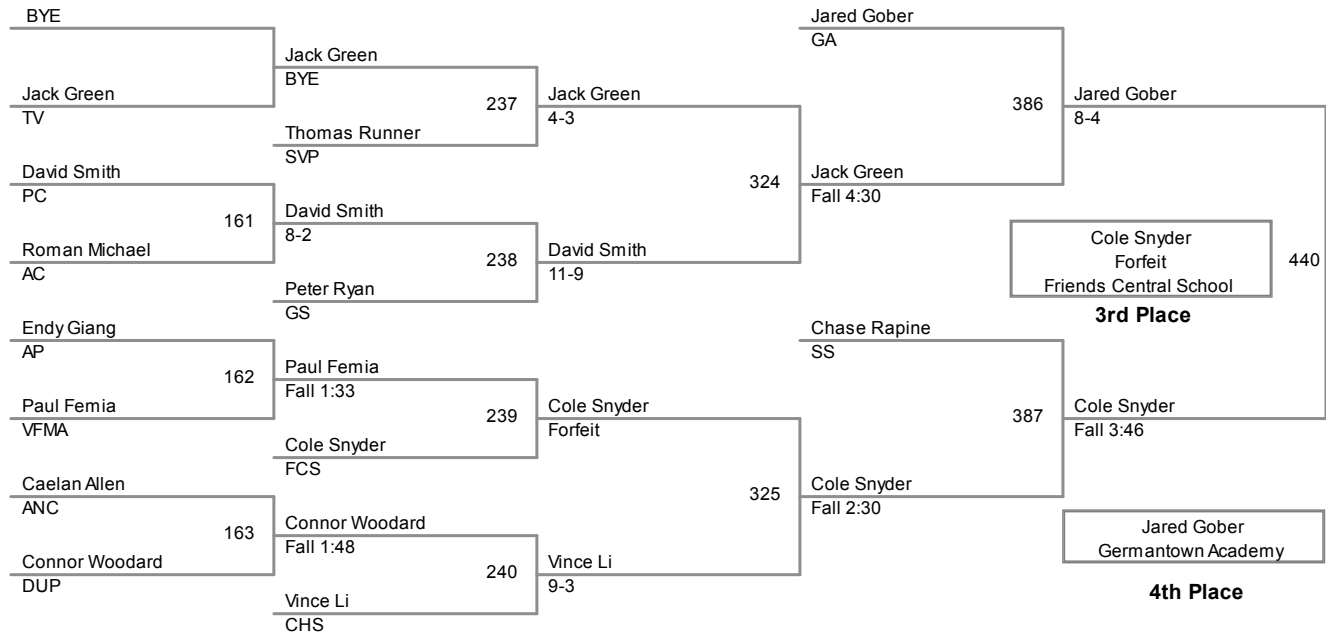 BYE
Jack Green
TV
David Smith
PC
161
Roman Michael
AC
Endy Giang
AP
162
Paul Femia
VFMA
Caelan Allen
ANC
163
Connor Woodard
DUP
Jack Green
BYE
237
Thomas Runner
SVP
David Smith
8-2
238
Peter Ryan
GS
Paul Femia
Fall 1:33
239
Cole Snyder
FCS
Connor Woodard
Fall 1:48
240
Vince Li
CHS
Jack Green
4-3
324
David Smith
11-9
Cole Snyder
Forfeit
325
Vince Li
9-3
Jared Gober
GA
386
Jack Green
Fall 4:30
Chase Rapine
SS
387
Cole Snyder
Fall 2:30
Jared Gober
8-4
440
Cole Snyder
Fall 3:46
Cole Snyder
Forfeit
Friends Central School
3rd Place
Jared Gober
Germantown Academy
4th Place